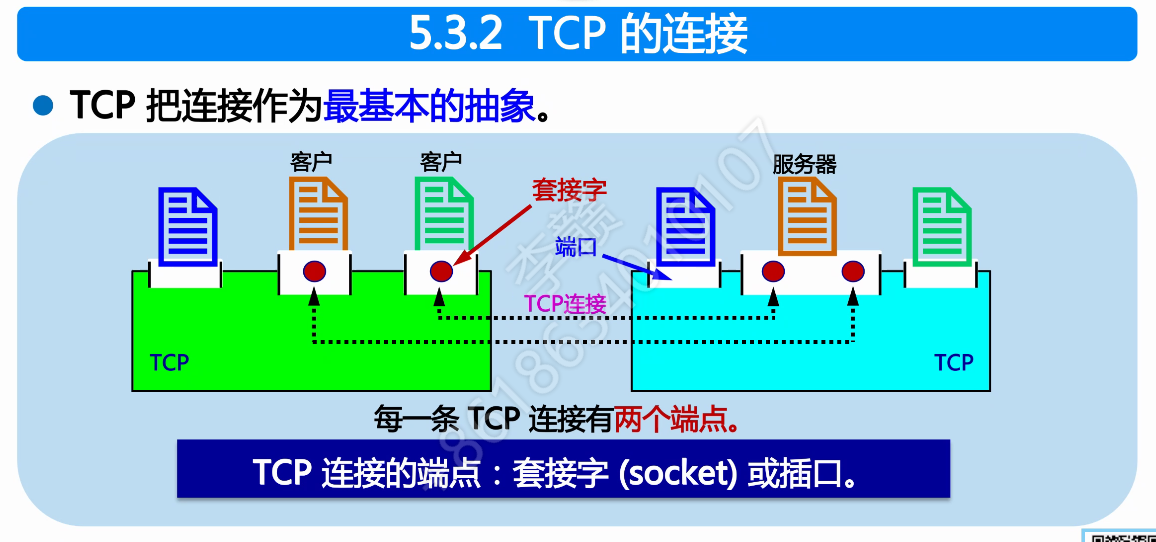 5.3.2 TCP 的连接
TCP 把连接作为最基本的抽象。
客户 客户 服务器
套接字
端口
TCP连接
TCP TCP
每一条 TCP 连接有两个端点。
TCP 连接的端点：套接字 (socket) 或插口。